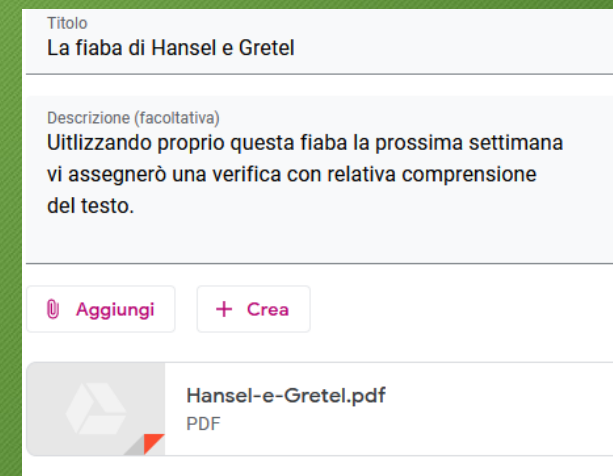 Titolo
La fiaba di Hansel e Gretel
Descrizione (facoltativa)
Uitlizzando proprio questa fiaba la prossima settimana
vi assegnerò una verifica con relativa comprensione
del testo.
Aggiungi
Crea
Hansel-e-Gretel.pdf
PDF